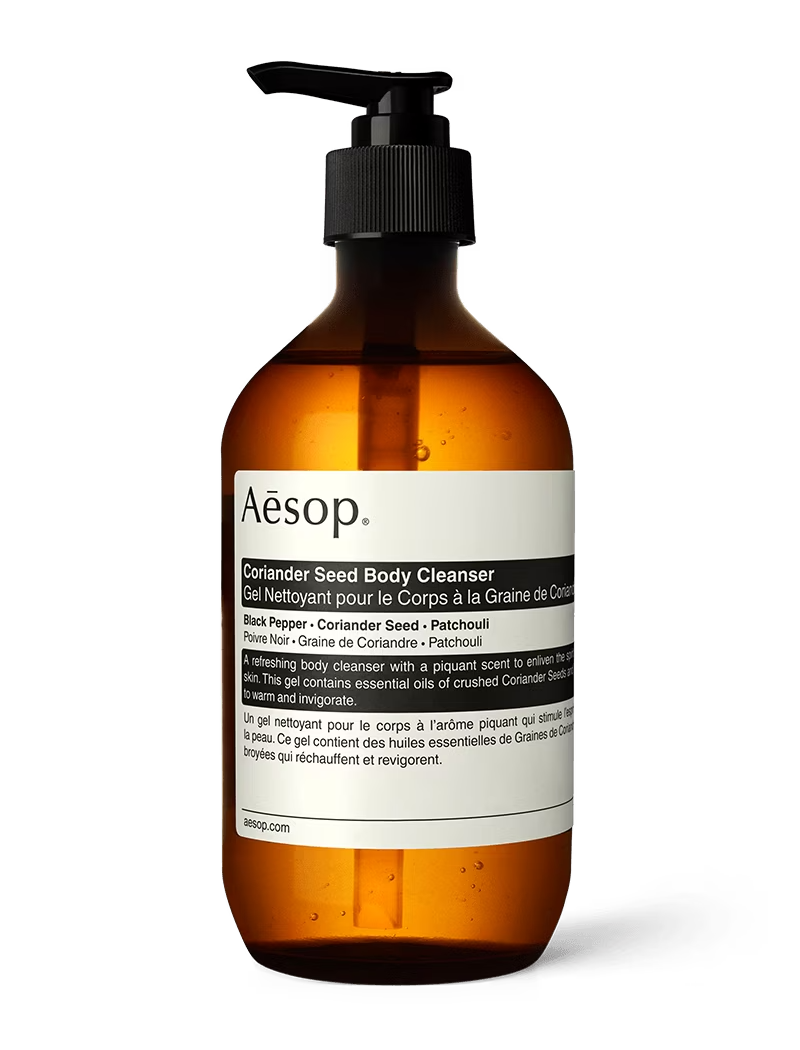 Aēsop®
Coriander Seed Body Cleanser
Gel Nettoyant pour le Corps à la Graine de
Black Pepper • Coriander Seed • Patchouli
Poivre Noir • Graine de Coriandre • Patchouli
A refreshing body cleanser with a piquant scent to enliven the
skin. This gel contains essential oils of crushed Coriander Seeds
to warm and invigorate.
Un gel nettoyant pour le corps à l'arôme piquant qui stimule
la peau. Ce gel contient des huiles essentielles de Graines de
broyées qui réchauffent et revigorent.
aesop.com